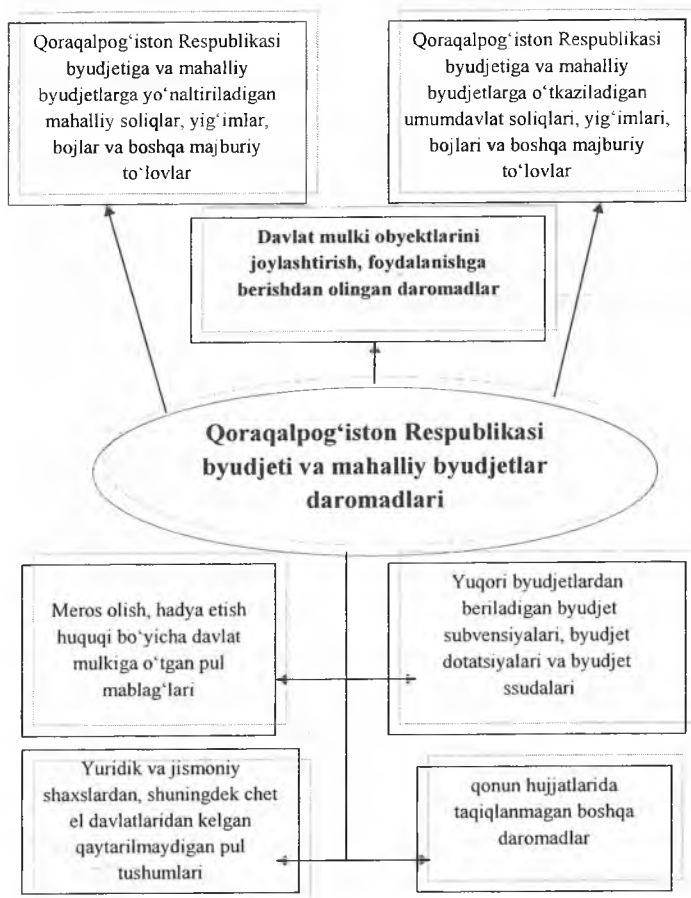 Qoraqalpog‘iston Respublikasi
byudjetiga va mahalliy
byudjetlarga yo‘naltiriladigan
mahalliy soliqlar, yig‘imlar,
bojlar va boshqa majburiy
to‘lovlar
Qoraqalpog‘iston Respublikasi
byudjetiga va mahalliy
byudjetlarga o‘tkaziladigan
umumdavlat soliqlari, yig‘imlari,
bojlari va boshqa majburiy
to‘lovlar
Davlat mulki obyektlarini
joylashtirish, foydalanishga
berishdan olingan daromadlar
Qoraqalpog‘iston Respublikasi
byudjeti va mahalliy byudjetlar
daromadlari
Meros olish, hadya etish
huquqi bo‘yicha davlat
mulkiga o‘tgan pul
mablag‘lari
Yuqori byudjetlardan
beriladigan byudjet
subvensiyalari, byudjet
dotatsiyalari va byudjet
ssudalari
Yuridik va jismoniy
shaxslardan, shuningdek chet
el davlatlaridan kelgan
qaytarilmaydigan pul
tushumlari
qonun hujjatlarida
taqiqlanmagan boshqa
daromadlar